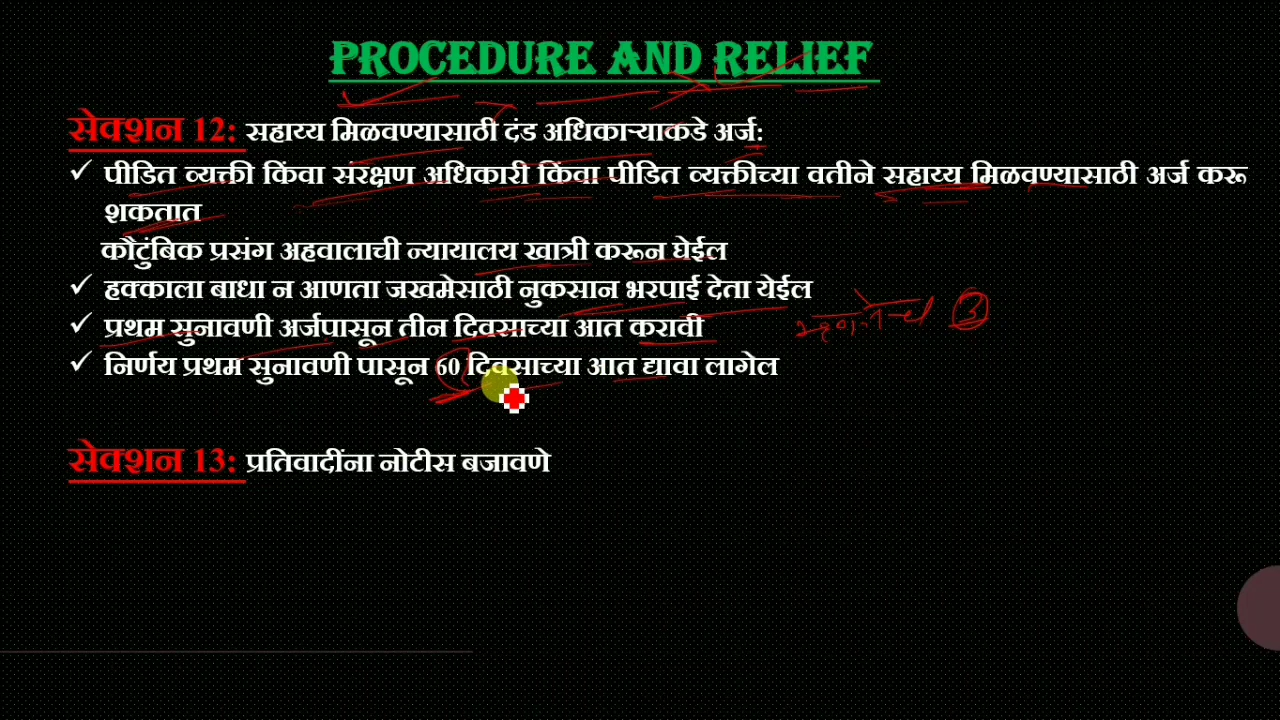 PROCEDURE AND RELIEF
सेक्शन 12: सहाय्य मिळवण्यासाठी दंड अधिकाऱ्याकडे अर्ज:
✓ पीडित व्यक्ती किंवा संरक्षण अधिकारी किंवा पीडित व्यक्तीच्या वतीने सहाय्य मिळवण्यासाठी अर्ज करू
शकतात
कौटुंबिक प्रसंग अहवालाची न्यायालय खात्री करून घेईल
✓ हक्काला बाधा न आणता जखमेसाठी नुकसान भरपाई देता येईल
✓ प्रथम सुनावणी अर्जपासून तीन दिवसाच्या आत करावी
3
✓ निर्णय प्रथम सुनावणी पासून 60 दिवसाच्या आत द्यावा लागेल
सेक्शन 13: प्रतिवादींना नोटीस बजावणे